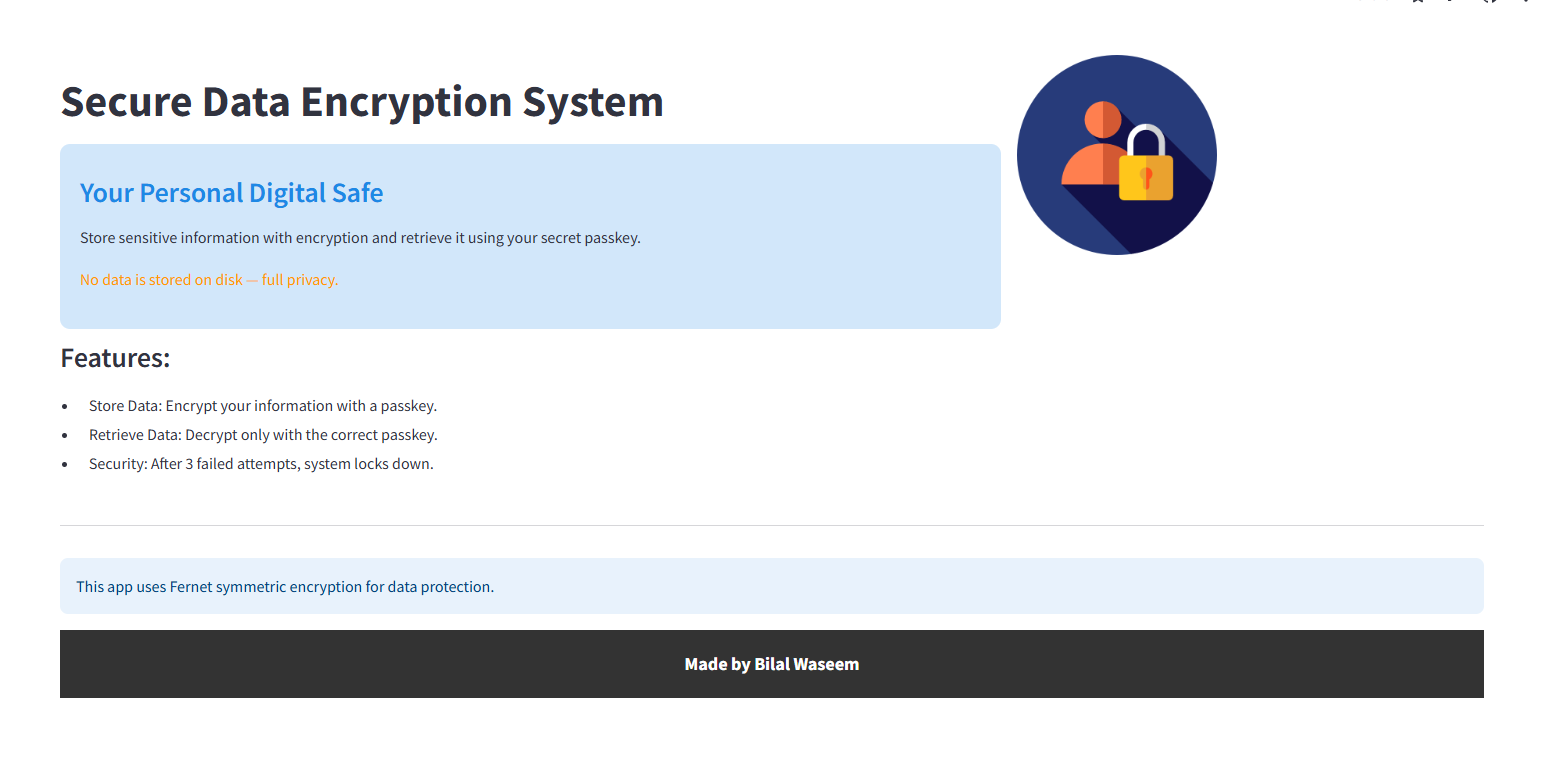 Secure Data Encryption System
Your Personal Digital Safe
Store sensitive information with encryption and retrieve it using your secret passkey.
No data is stored on disk — full privacy.
Features:
• Store Data: Encrypt your information with a passkey.
• Retrieve Data: Decrypt only with the correct passkey.
• Security: After 3 failed attempts, system locks down.
This app uses Fernet symmetric encryption for data protection.
Made by Bilal Waseem